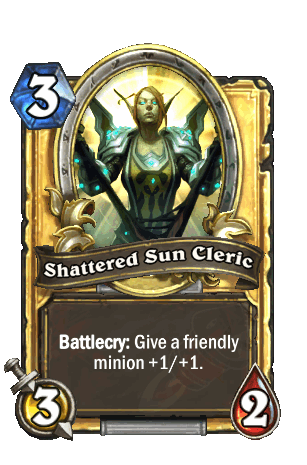 3
Shattered Sun Cleric
Battlecry: Give a friendly
minion +1/+1.
3
2